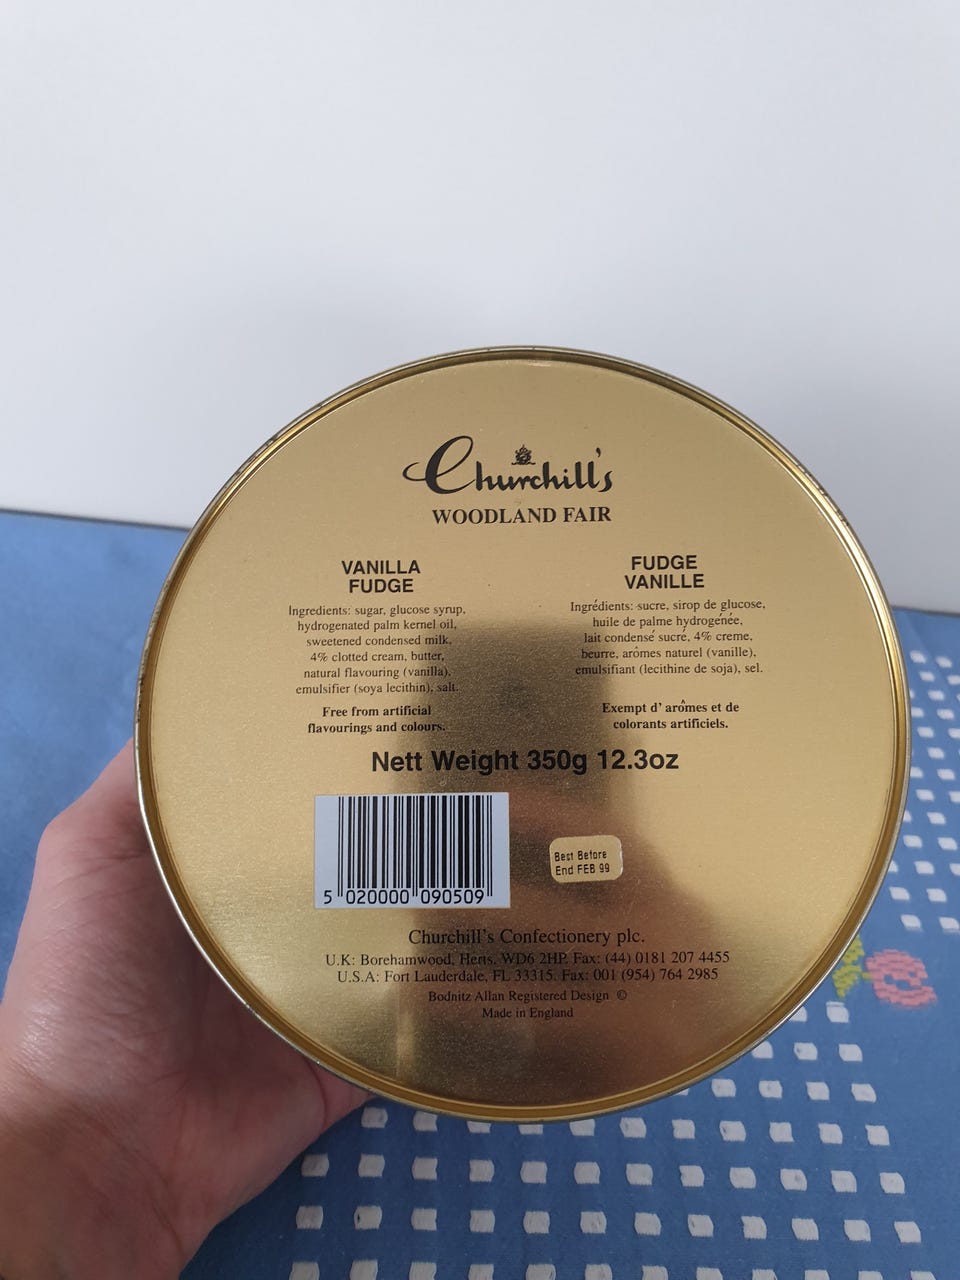 Churchill's
WOODLAND FAIR
VANILLA
FUDGE
Ingredients: sugar, glucose syrup,
hydrogenated palm kernel oil,
sweetened condensed milk,
4% clotted cream, butter,
natural flavouring (vanilla),
emulsifier (soya lecithin), salt.
Free from artificial
flavourings and colours.
FUDGE
VANILLE
Ingrédients: sucre, sirop de glucose,
huile de palme hydrogénée,
lait condensé sucré, 4% creme,
beurre, arômes naturel (vanille),
emulsifiant (lecithine de soja), sel.
Exempt d' arômes et de
colorants artificiels.
Nett Weight 350g 12.3oz
5 020000 090509
Best Before
End FEB 99
Churchill's Confectionery plc.
U.K: Borehamwood, Herts. WD6 2HP. Fax: (44) 0181 207 4455
U.S.A: Fort Lauderdale, FL 33315. Fax: 001 (954) 764 2985
Bodnitz Allan Registered Design ©
Made in England